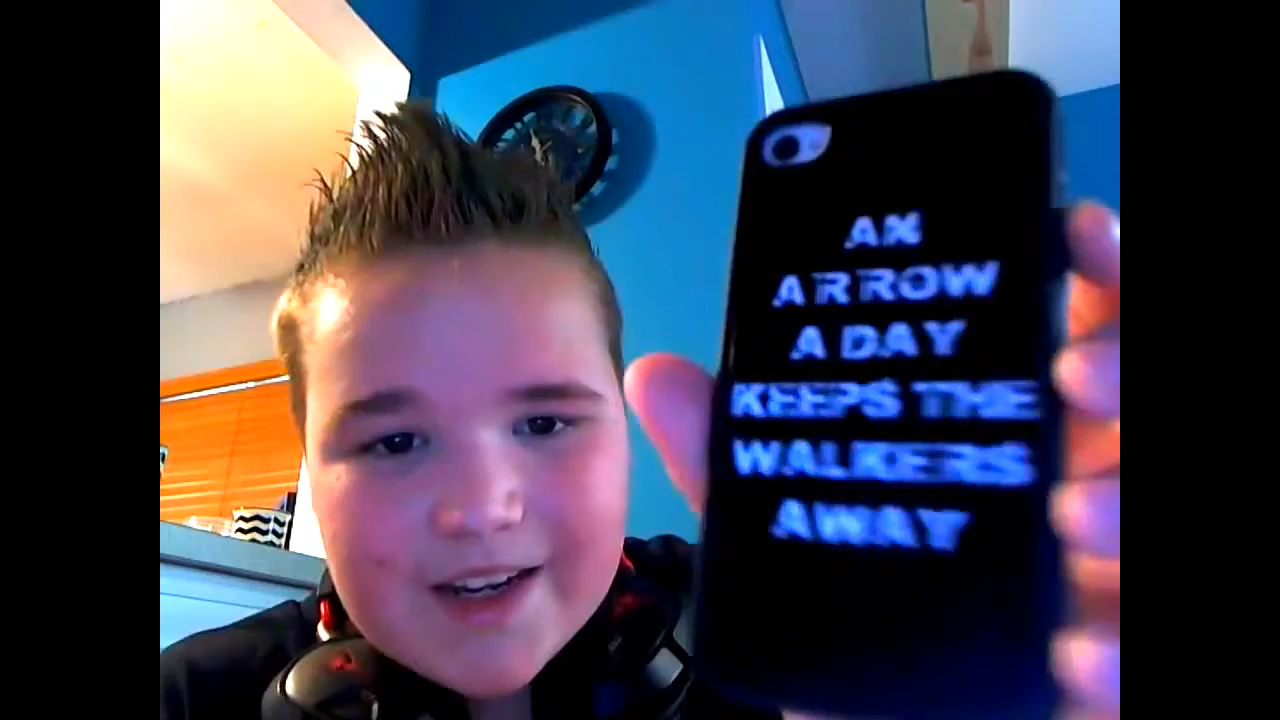 AN
ARROW
A DAY
KEEPS THE
WALKERS
AWAY